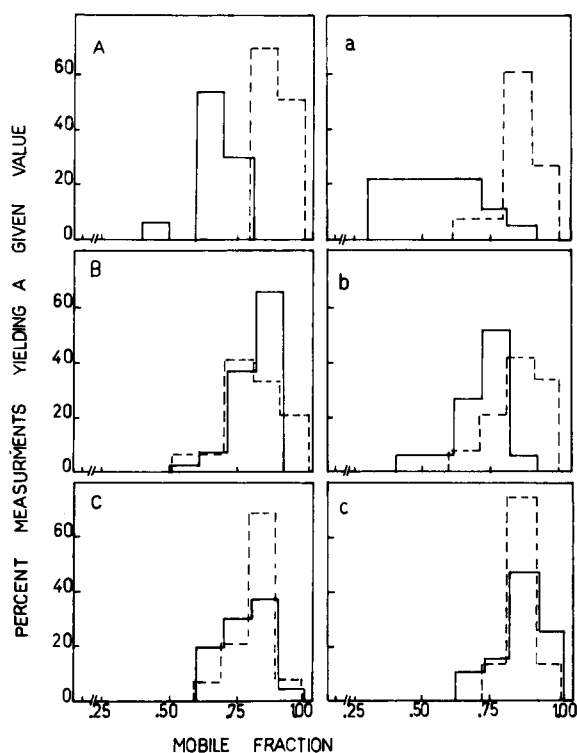 PERCENT MEASURMENTS YIELDING A GIVEN VALUE
A
60
40
20
0
a
B
60
40
20
0
b
C
60
40
20
0
c
.25 .50 .75 1.00
.25 .50 .75 1.00
MOBILE FRACTION